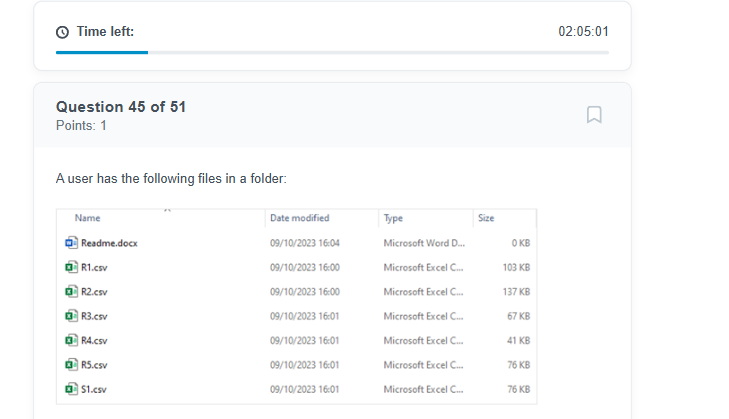 Time left: 02:05:01
Question 45 of 51
Points: 1
A user has the following files in a folder:
Name Date modified Type Size
Readme.docx 09/10/2023 16:04 Microsoft Word D... 0 KB
R1.csv 09/10/2023 16:00 Microsoft Excel C... 103 KB
R2.csv 09/10/2023 16:00 Microsoft Excel C... 137 KB
R3.csv 09/10/2023 16:01 Microsoft Excel C... 67 KB
R4.csv 09/10/2023 16:01 Microsoft Excel C... 41 KB
R5.csv 09/10/2023 16:01 Microsoft Excel C... 76 KB
S1.csv 09/10/2023 16:01 Microsoft Excel C... 76 KB